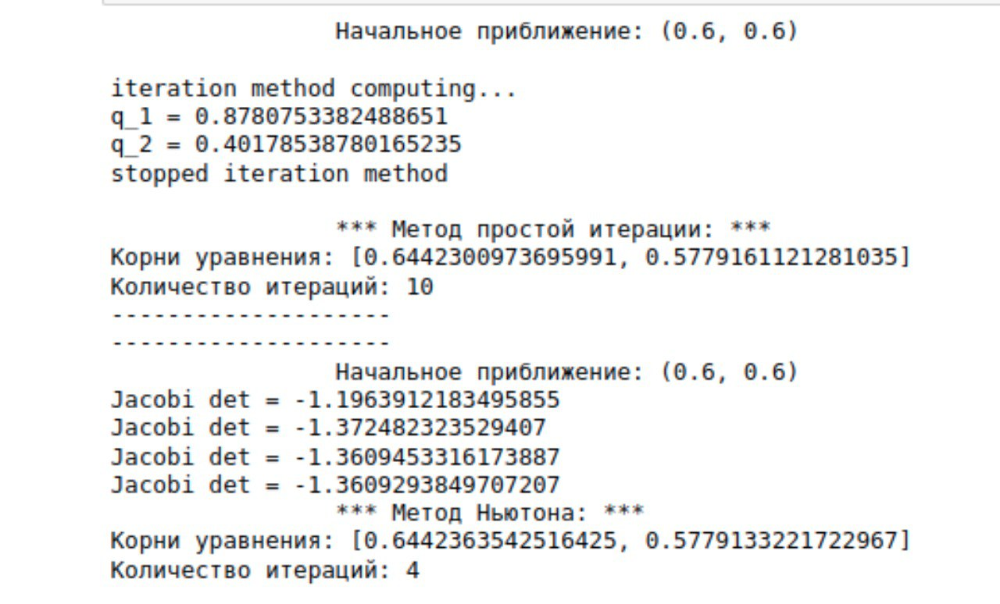 Начальное приближение: (0.6, 0.6)
iteration method computing...
q_1 = 0.8780753382488651
q_2 = 0.40178538780165235
stopped iteration method
*** Метод простой итерации: ***
Корни уравнения: [0.6442300973695991, 0.5779161121281035]
Количество итераций: 10
--------------------
--------------------
Начальное приближение: (0.6, 0.6)
Jacobi det = -1.1963912183495855
Jacobi det = -1.372482323529407
Jacobi det = -1.3609453316173887
Jacobi det = -1.3609293849707207
*** Метод Ньютона: ***
Корни уравнения: [0.6442363542516425, 0.5779133221722967]
Количество итераций: 4